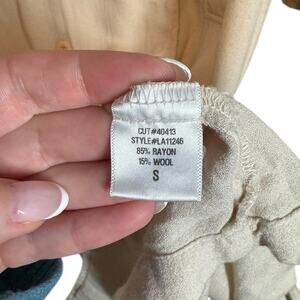 CUT#40413
STYLE#LA11246
85% RAYON
15% WOOL
S